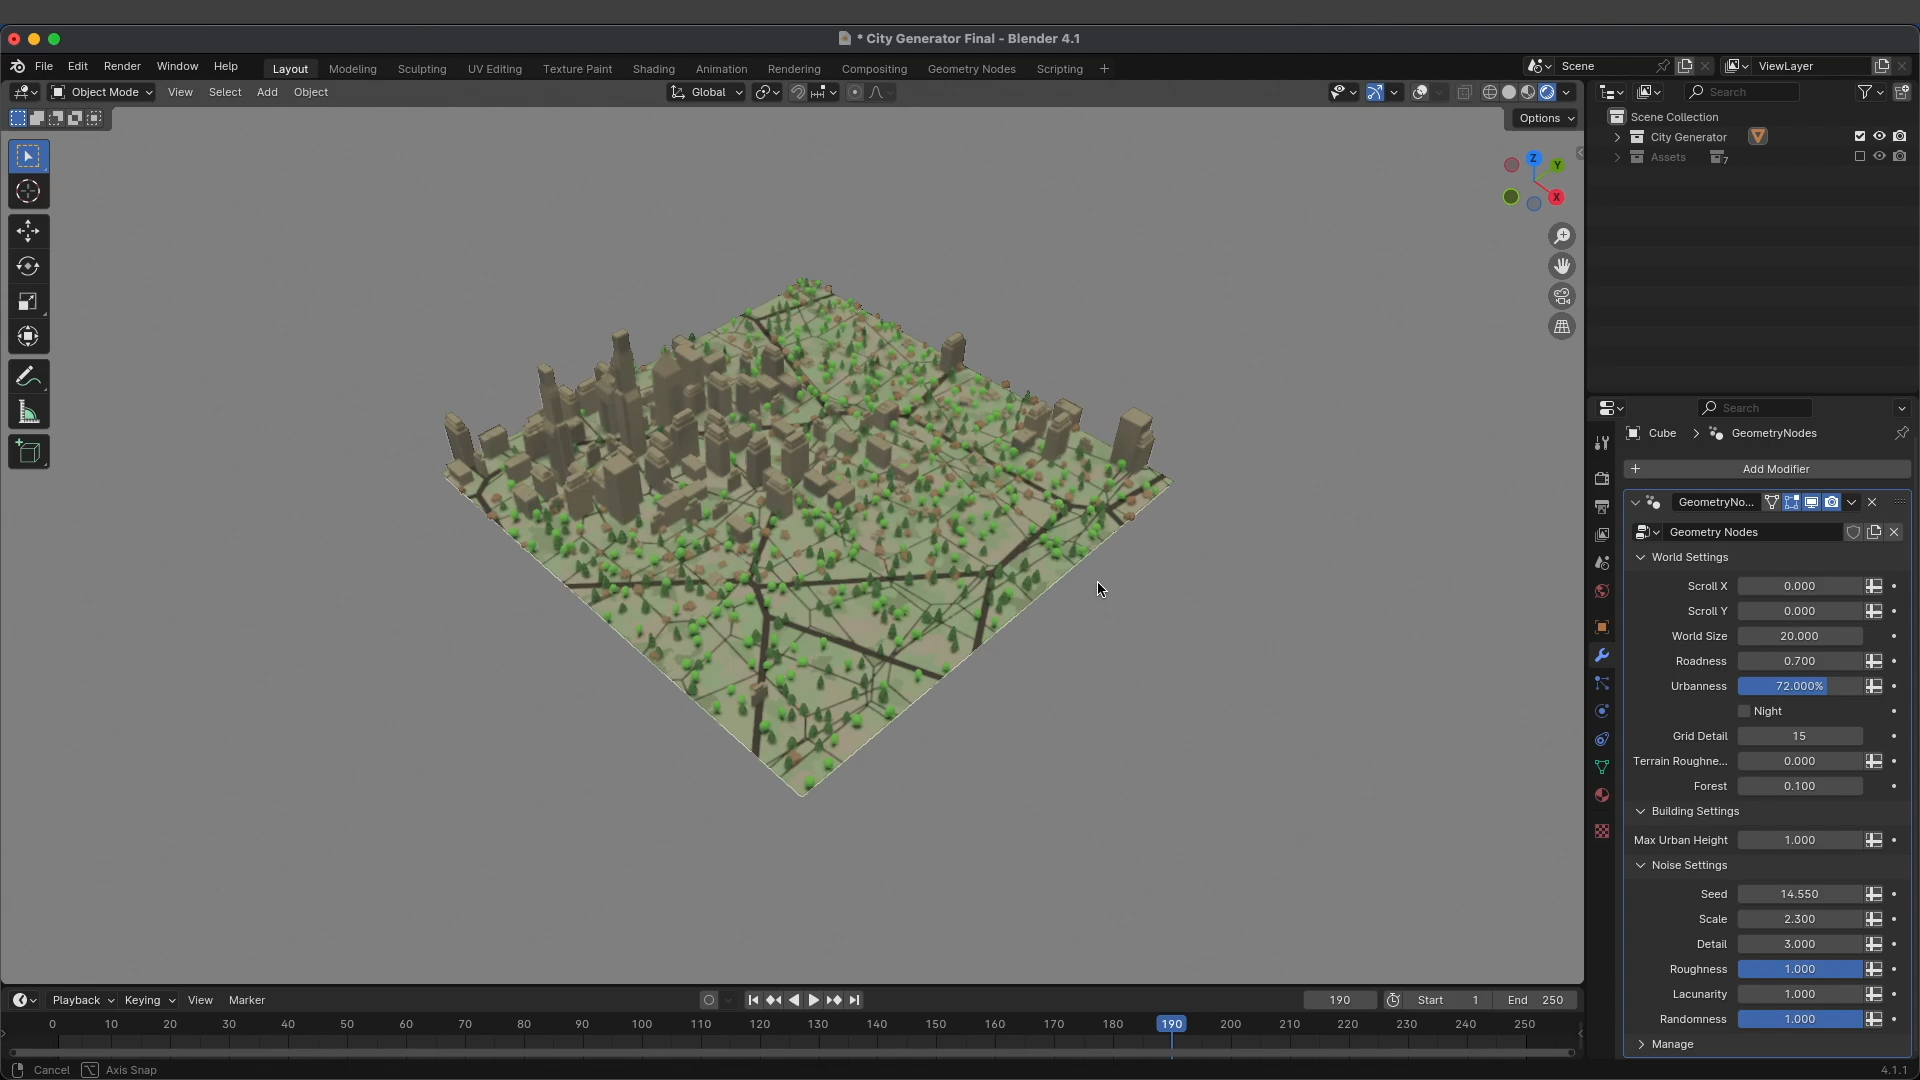 * City Generator Final - Blender 4.1
File Edit Render Window Help
Layout Modeling Sculpting UV Editing Texture Paint Shading Animation Rendering Compositing Geometry Nodes Scripting +
Scene
ViewLayer
Object Mode View Select Add Object
Global
Search
Options
Scene Collection
City Generator
Assets 7
Z
Y
X
Search
Cube > GeometryNodes
+ Add Modifier
GeometryNo...
Geometry Nodes
World Settings
Scroll X 0.000
Scroll Y 0.000
World Size 20.000
Roadness 0.700
Urbanness 72.000%
Night
Grid Detail 15
Terrain Roughne... 0.000
Forest 0.100
Building Settings
Max Urban Height 1.000
Noise Settings
Seed 14.550
Scale 2.300
Detail 3.000
Roughness 1.000
Lacunarity 1.000
Randomness 1.000
Manage
Playback Keying View Marker
190
Start 1
End 250
0 10 20 30 40 50 60 70 80 90 100 110 120 130 140 150 160 170 180 190 200 210 220 230 240 250
Cancel Axis Snap
4.1.1